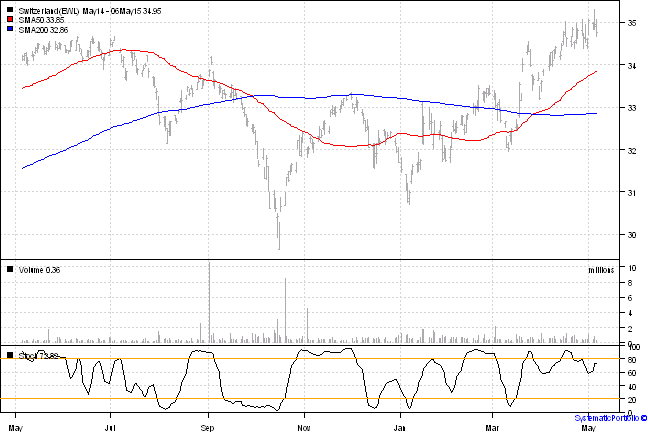 Switzerland(EWL) May14 - 06May15 34.95
SMA50 33.85
SMA200 32.86
35
34
33
32
31
30
Volume 0.36
millions
10
8
6
4
2
0
100
80
60
40
20
0
May
Jul
Sep
Nov
Jan
Mar
May
SystematicPortfolio ©